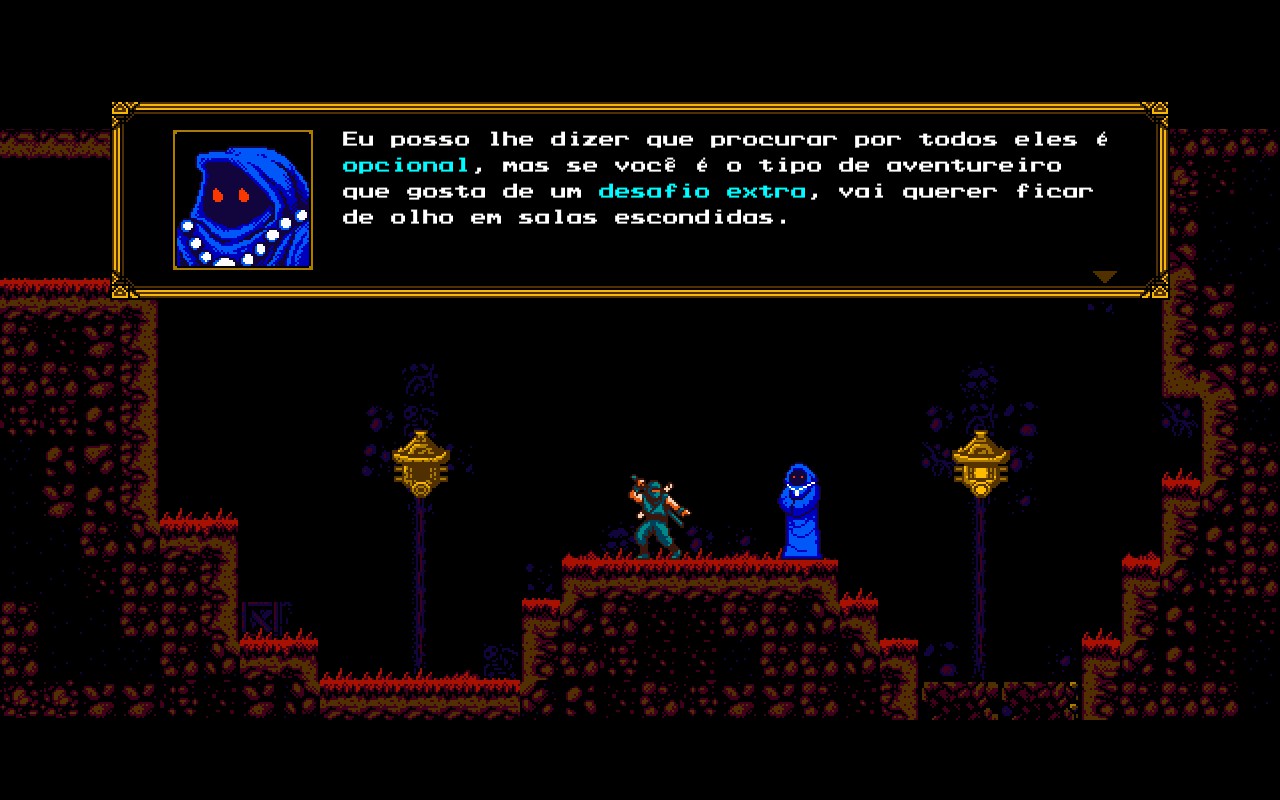 Eu posso lhe dizer que procurar por todos eles é
opcional, mas se você é o tipo de aventureiro
que gosta de um desafio extra, vai querer ficar
de olho em salas escondidas.